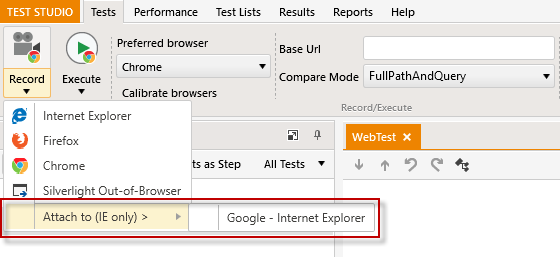 TEST STUDIO
Tests
Performance
Test Lists
Results
Reports
Help
Record
Execute
Preferred browser
Chrome
Calibrate browsers
Base Url
Compare Mode
FullPathAndQuery
Record/Execute
Internet Explorer
Firefox
Chrome
Silverlight Out-of-Browser
Attach to (IE only) >
Google - Internet Explorer
ts as Step
All Tests
WebTest